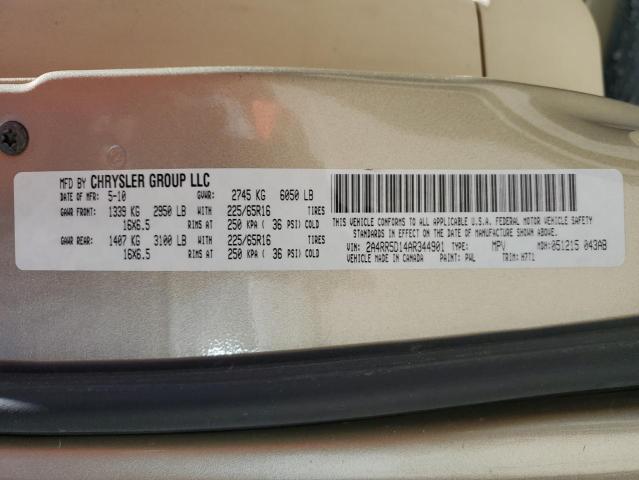 MFD BY CHRYSLER GROUP LLC
DATE OF MFR: 5-10 GVWR: 2745 KG 6050 LB
GAWR FRONT: 1339 KG 2950 LB WITH 225/65R16 TIRES
16X6.5 RIMS AT 250 KPA ( 36 PSI) COLD
GAWR REAR: 1407 KG 3100 LB WITH 225/65R16 TIRES
16X6.5 RIMS AT 250 KPA ( 36 PSI) COLD
THIS VEHICLE CONFORMS TO ALL APPLICABLE U.S.A. FEDERAL MOTOR VEHICLE SAFETY
STANDARDS IN EFFECT ON THE DATE OF MANUFACTURE SHOWN ABOVE.
VIN: 2A4RR5D14AR344901 TYPE: MPV MDH: 051215 043AB
VEHICLE MADE IN CANADA PAINT: PWL TRIM: H7T1